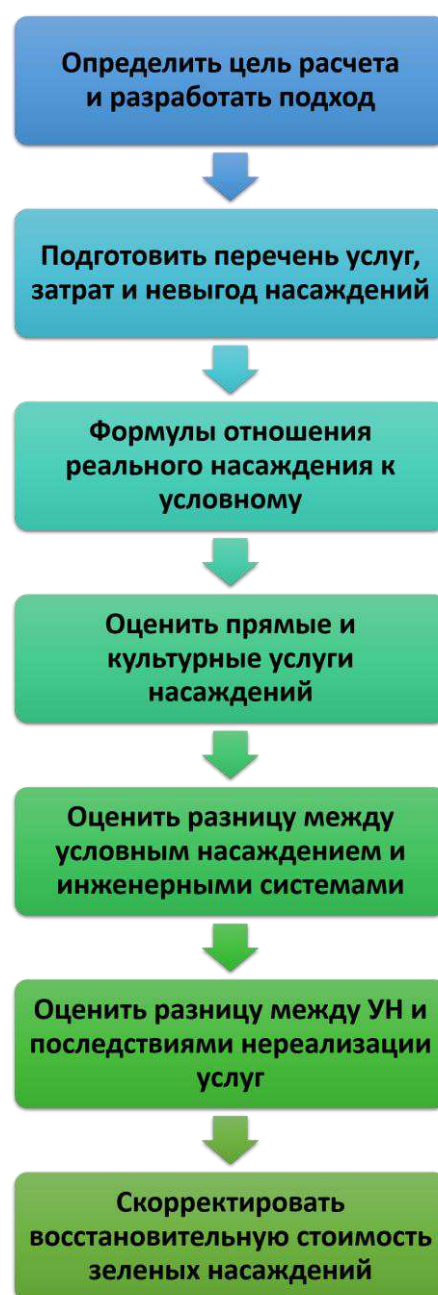 Определить цель расчета
и разработать подход
Подготовить перечень услуг,
затрат и невыгод насаждений
Формулы отношения
реального насаждения к
условному
Оценить прямые и
культурные услуги
насаждений
Оценить разницу между
условным насаждением и
инженерными системами
Оценить разницу между УН и
последствиями нереализации
услуг
Скорректировать
восстановительную стоимость
зеленых насаждений